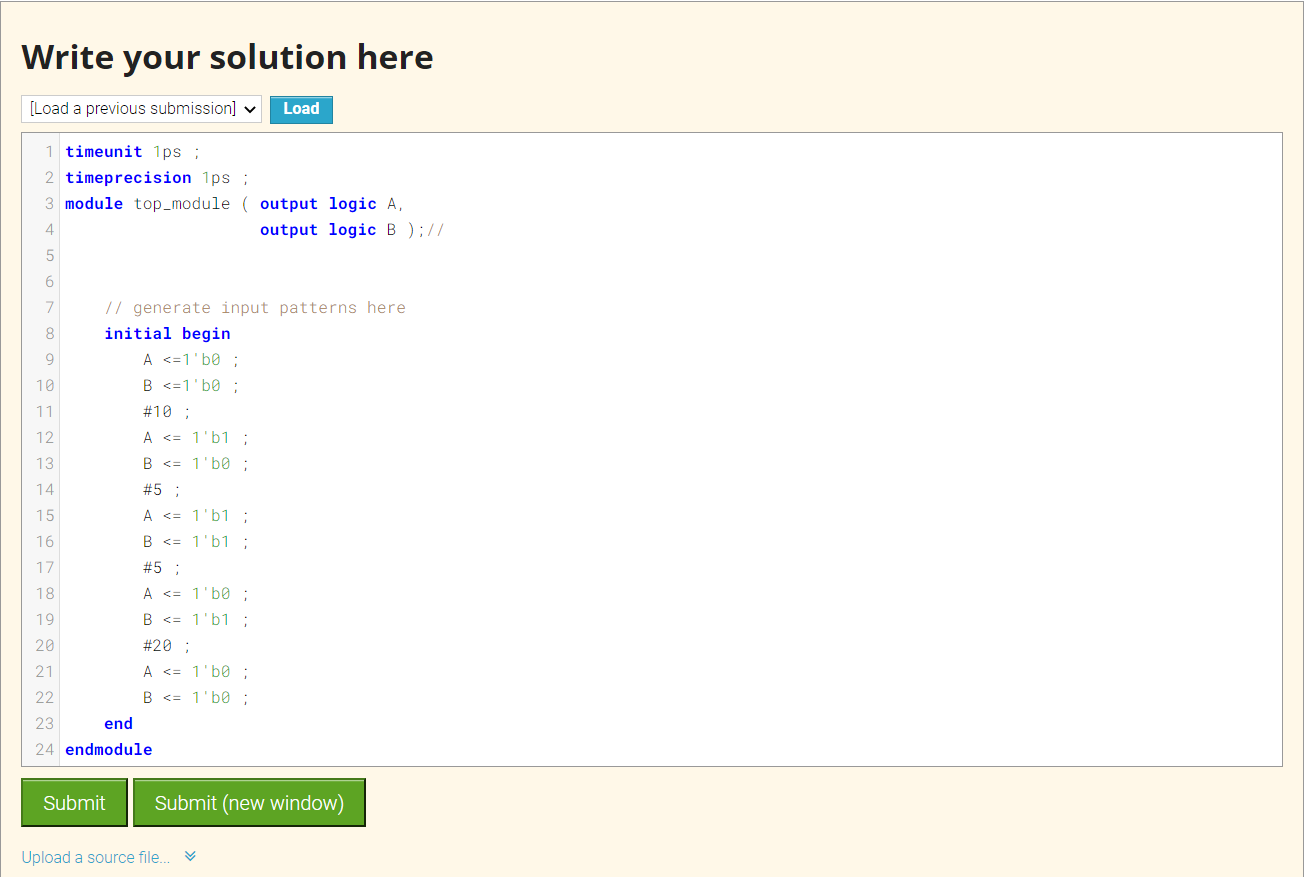 Write your solution here
[Load a previous submission] Load
1 timeunit 1ps ;
2 timeprecision 1ps ;
3 module top_module ( output logic A,
4                     output logic B );//
5
6
7     // generate input patterns here
8     initial begin
9         A <=1'b0 ;
10         B <=1'b0 ;
11         #10 ;
12         A <= 1'b1 ;
13         B <= 1'b0 ;
14         #5 ;
15         A <= 1'b1 ;
16         B <= 1'b1 ;
17         #5 ;
18         A <= 1'b0 ;
19         B <= 1'b1 ;
20         #20 ;
21         A <= 1'b0 ;
22         B <= 1'b0 ;
23     end
24 endmodule
Submit Submit (new window)
Upload a source file...